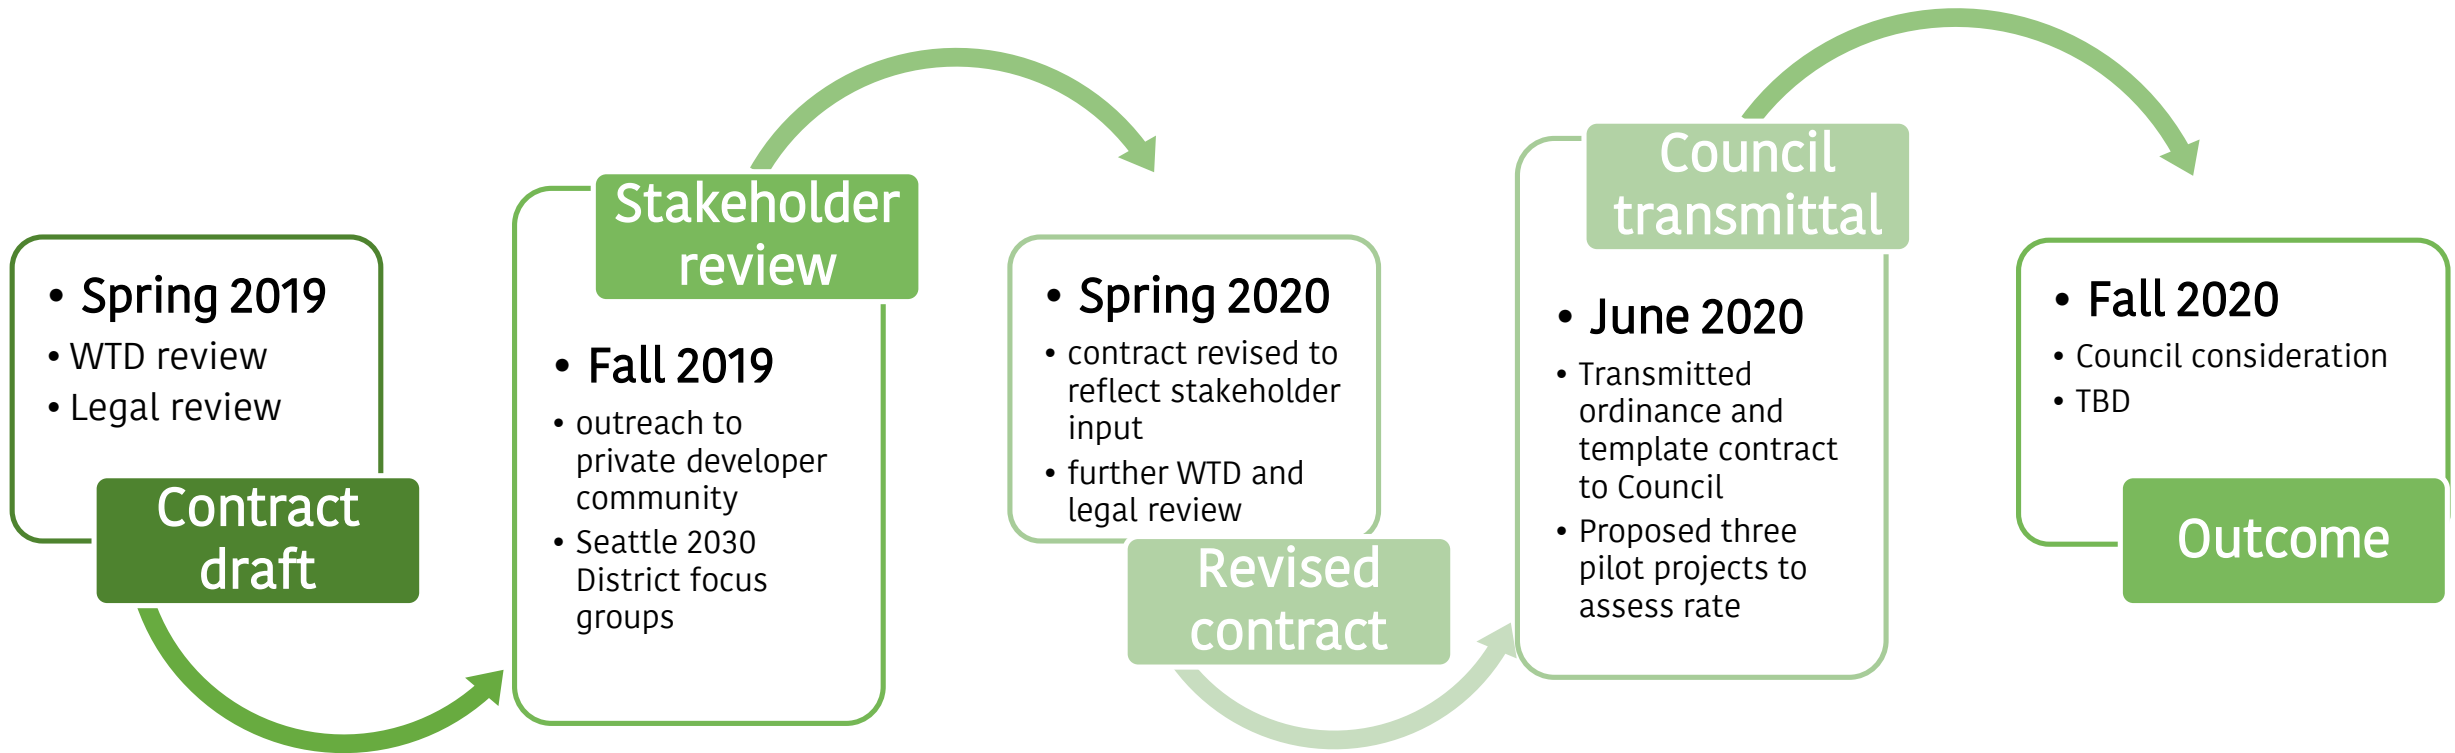 • Spring 2019
• WTD review
• Legal review
Contract
draft
Stakeholder
review
• Fall 2019
• outreach to
private developer
community
• Seattle 2030
District focus
groups
• Spring 2020
• contract revised to
reflect stakeholder
input
• further WTD and
legal review
Revised
contract
Council
transmittal
• June 2020
• Transmitted
ordinance and
template contract
to Council
• Proposed three
pilot projects to
assess rate
• Fall 2020
• Council consideration
• TBD
Outcome